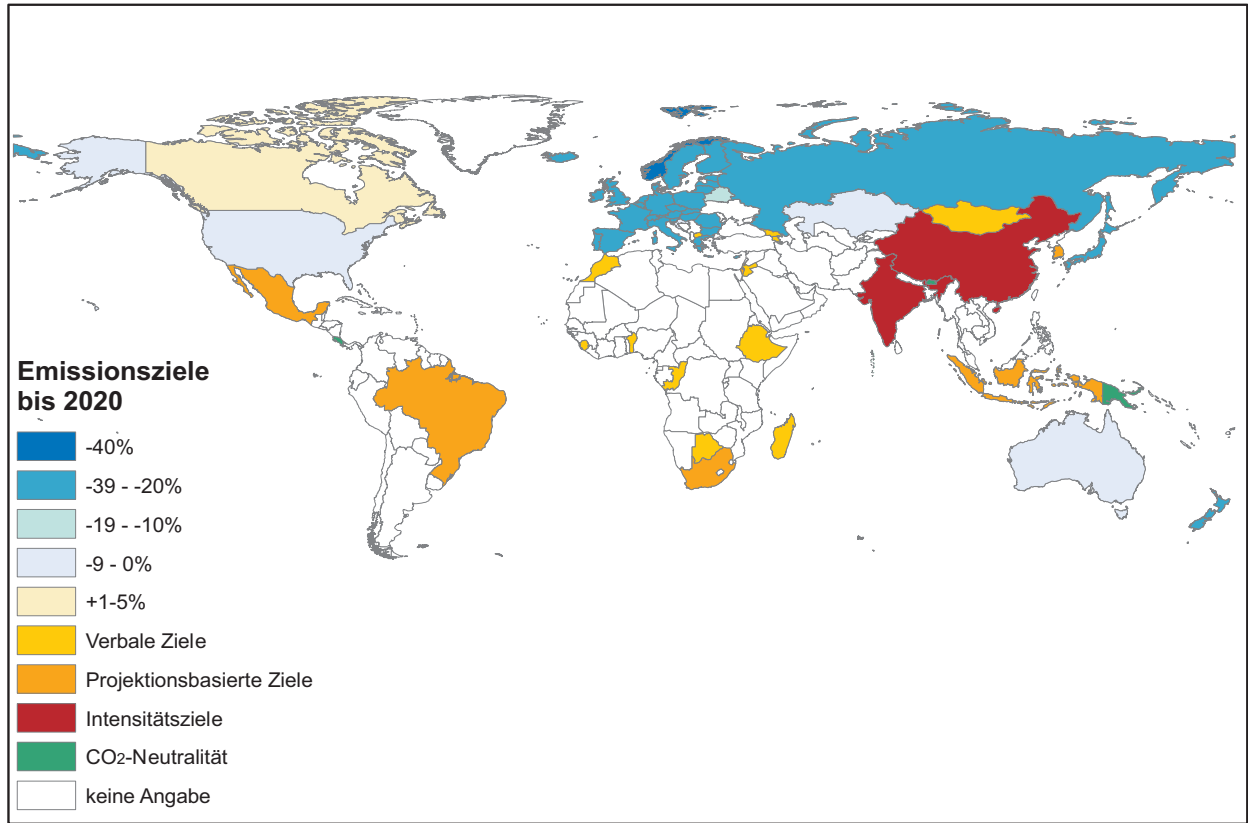 Emissionsziele
bis 2020
-40%
-39 - -20%
-19 - -10%
-9 - 0%
+1-5%
Verbale Ziele
Projektionsbasierte Ziele
Intensitätsziele
CO2-Neutralität
keine Angabe